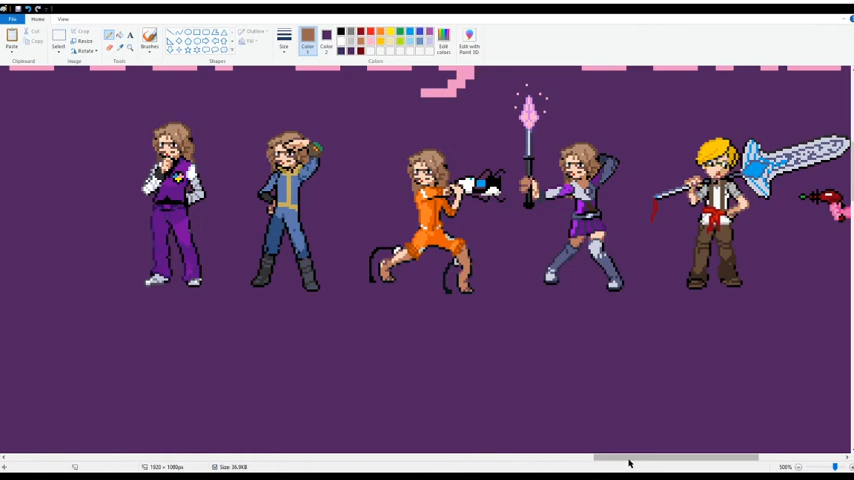 File Home View
Paste Cut Copy
Clipboard
Select Crop Resize Rotate
Image
Tools
Brushes
Outline Fill
Shapes
Size
Color 1 Color 2
Edit colors
Edit with Paint 3D
Colors
1920 × 1080px Size: 36.9KB 500%